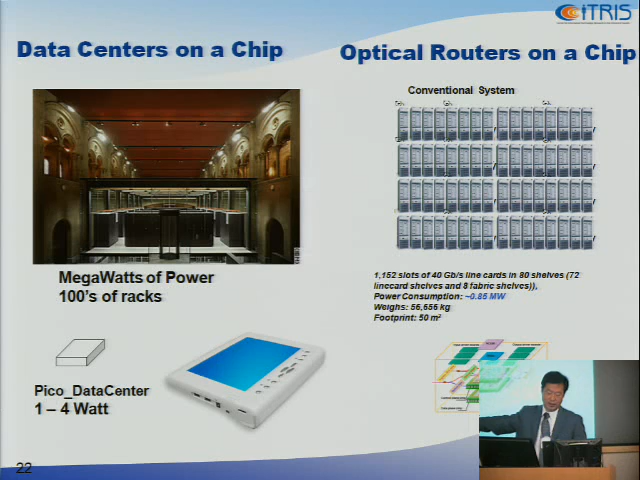 CiTRIS
Data Centers on a Chip
Optical Routers on a Chip
Conventional System
MegaWatts of Power
100's of racks
1,152 slots of 40 Gb/s line cards in 80 shelves (72
linecard shelves and 8 fabric shelves)),
Power Consumption: ~0.85 MW
Weighs: 56,656 kg
Footprint: 50 m²
Pico_DataCenter
1 – 4 Watt
22